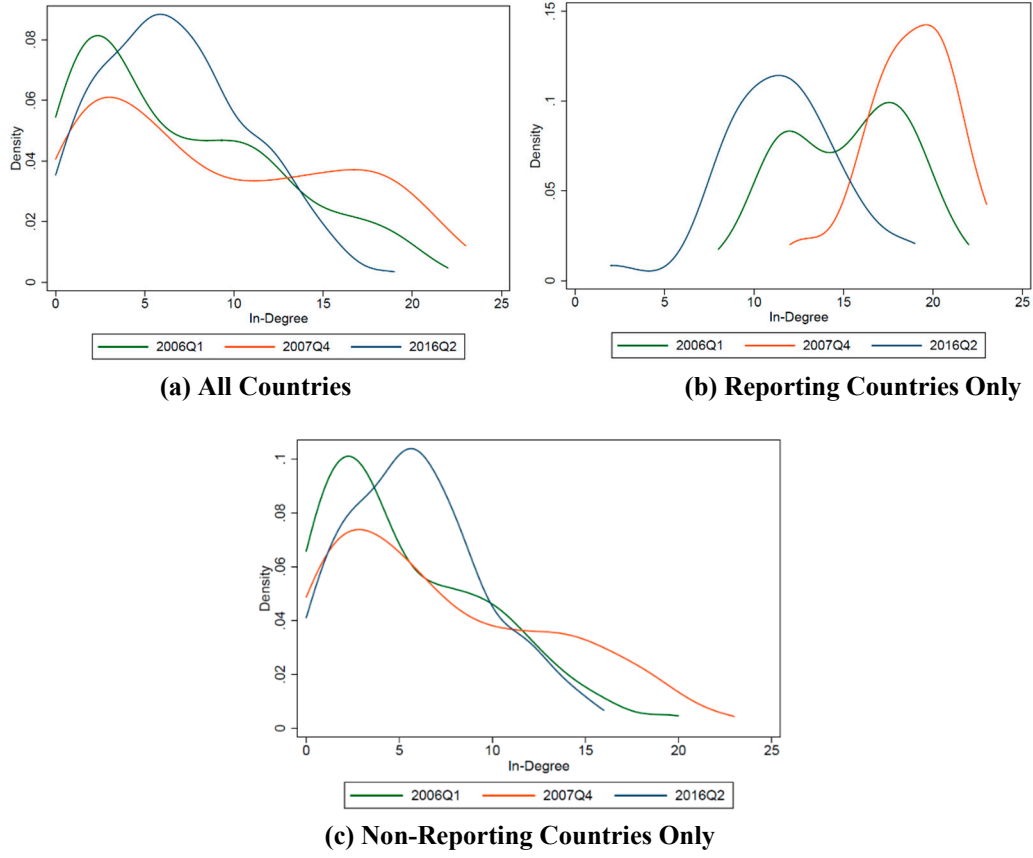 Density
0 .02 .04 .06 .08
0 5 10 15 20 25
In-Degree
2006Q1 2007Q4 2016Q2
(a) All Countries
Density
0 .05 .1 .15
0 5 10 15 20 25
In-Degree
2006Q1 2007Q4 2016Q2
(b) Reporting Countries Only
Density
0 .02 .04 .06 .08 .1
0 5 10 15 20 25
In-Degree
2006Q1 2007Q4 2016Q2
(c) Non-Reporting Countries Only